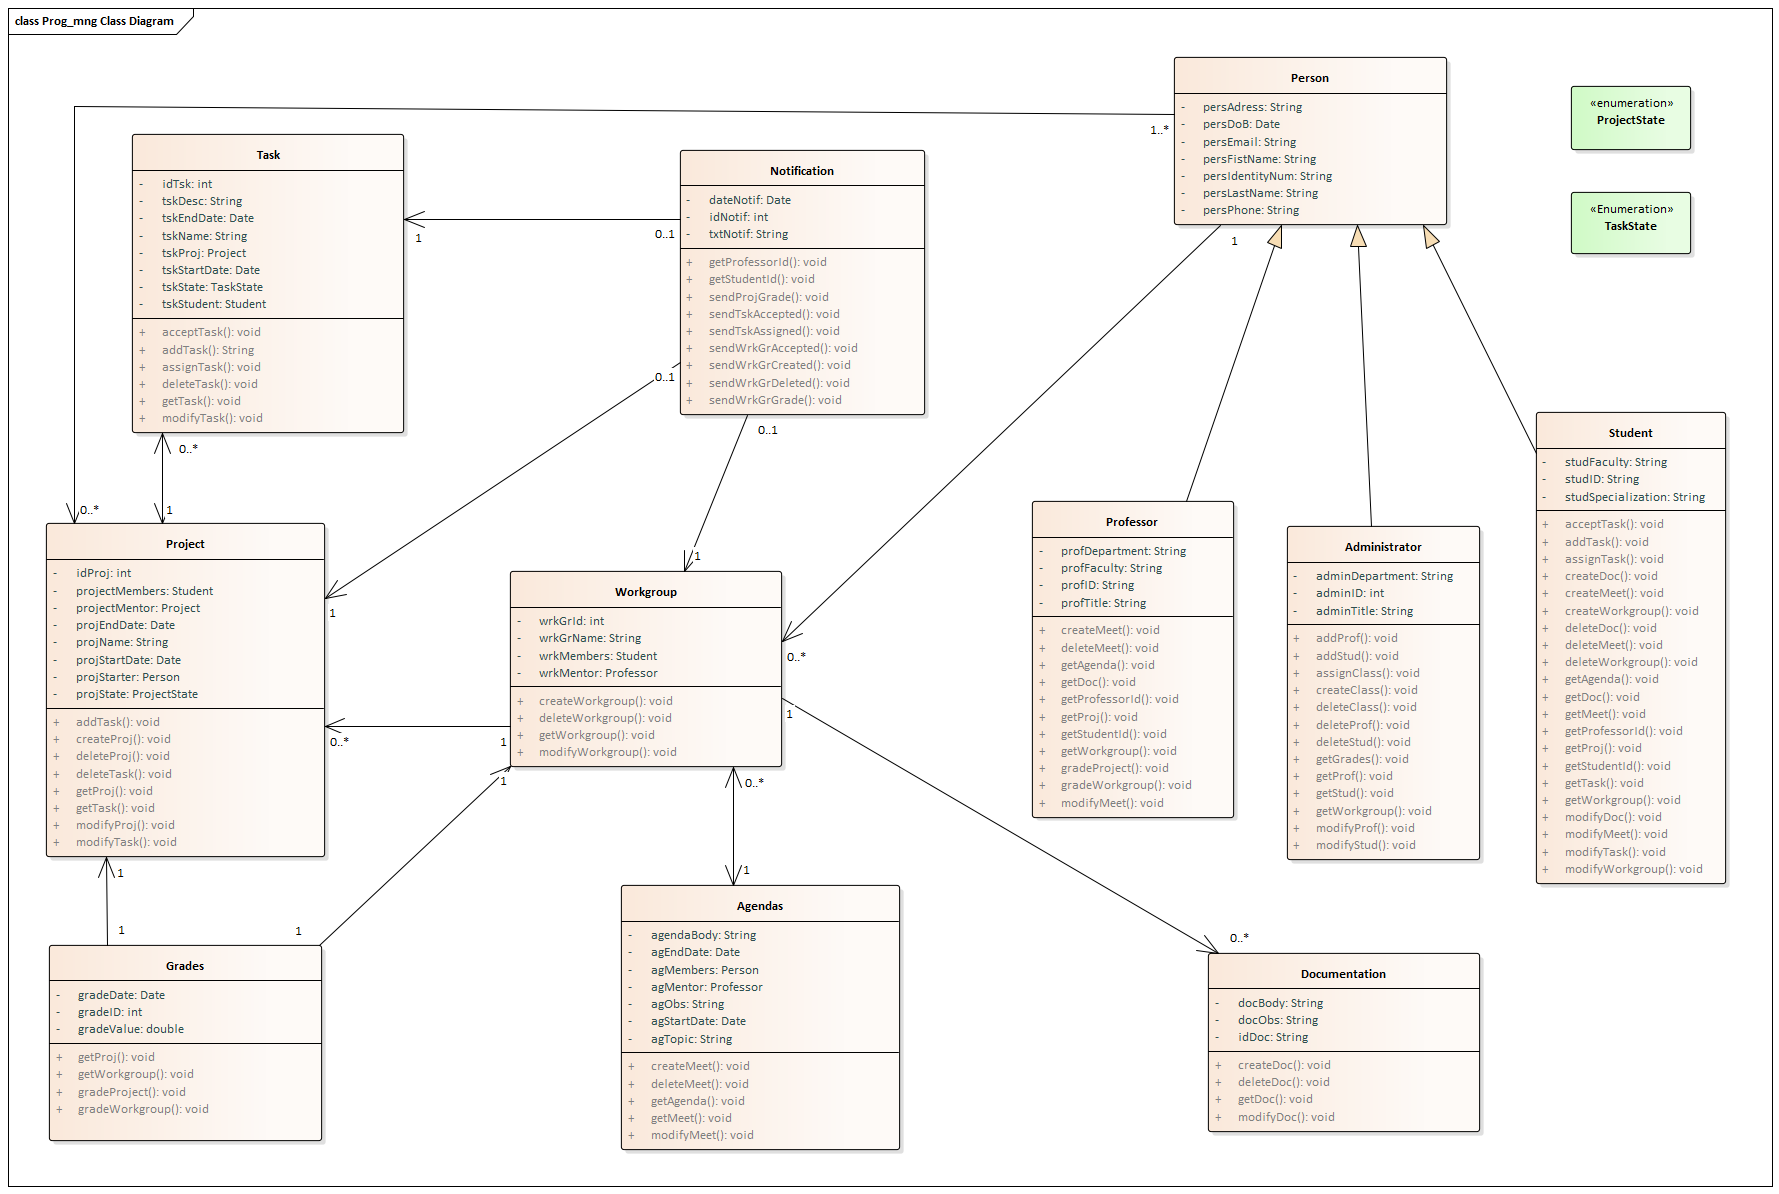 class Prog_mng Class Diagram
Person
- persAdress: String
- persDoB: Date
- persEmail: String
- persFistName: String
- persIdentityNum: String
- persLastName: String
- persPhone: String
«enumeration»
ProjectState
«Enumeration»
TaskState
1..*
1
Task
- idTsk: int
- tskDesc: String
- tskEndDate: Date
- tskName: String
- tskProj: Project
- tskStartDate: Date
- tskState: TaskState
- tskStudent: Student
+ acceptTask(): void
+ addTask(): String
+ assignTask(): void
+ deleteTask(): void
+ getTask(): void
+ modifyTask(): void
1
0..1
Notification
- dateNotif: Date
- idNotif: int
- txtNotif: String
+ getProfessorId(): void
+ getStudentId(): void
+ sendProjGrade(): void
+ sendTskAccepted(): void
+ sendTskAssigned(): void
+ sendWrkGrAccepted(): void
+ sendWrkGrCreated(): void
+ sendWrkGrDeleted(): void
+ sendWrkGrGrade(): void
0..1
0..1
0..*
0..*
1
Project
- idProj: int
- projectMembers: Student
- projectMentor: Project
- projEndDate: Date
- projName: String
- projStartDate: Date
- projStarter: Person
- projState: ProjectState
+ addTask(): void
+ createProj(): void
+ deleteProj(): void
+ deleteTask(): void
+ getProj(): void
+ getTask(): void
+ modifyProj(): void
+ modifyTask(): void
1
0..*
1
1
Workgroup
- wrkGrId: int
- wrkGrName: String
- wrkMembers: Student
- wrkMentor: Professor
+ createWorkgroup(): void
+ deleteWorkgroup(): void
+ getWorkgroup(): void
+ modifyWorkgroup(): void
1
0..*
1
0..*
Professor
- profDepartment: String
- profFaculty: String
- profID: String
- profTitle: String
+ createMeet(): void
+ deleteMeet(): void
+ getAgenda(): void
+ getDoc(): void
+ getProfessorId(): void
+ getProj(): void
+ getStudentId(): void
+ getWorkgroup(): void
+ gradeProject(): void
+ gradeWorkgroup(): void
+ modifyMeet(): void
Administrator
- adminDepartment: String
- adminID: int
- adminTitle: String
+ addProf(): void
+ addStud(): void
+ assignClass(): void
+ createClass(): void
+ deleteClass(): void
+ deleteProf(): void
+ deleteStud(): void
+ getGrades(): void
+ getProf(): void
+ getStud(): void
+ getWorkgroup(): void
+ modifyProf(): void
+ modifyStud(): void
Student
- studFaculty: String
- studID: String
- studSpecialization: String
+ acceptTask(): void
+ addTask(): void
+ assignTask(): void
+ createDoc(): void
+ createMeet(): void
+ createWorkgroup(): void
+ deleteDoc(): void
+ deleteMeet(): void
+ deleteWorkgroup(): void
+ getAgenda(): void
+ getDoc(): void
+ getMeet(): void
+ getProfessorId(): void
+ getProj(): void
+ getStudentId(): void
+ getTask(): void
+ getWorkgroup(): void
+ modifyDoc(): void
+ modifyMeet(): void
+ modifyTask(): void
+ modifyWorkgroup(): void
1
1
1
1
Grades
- gradeDate: Date
- gradeID: int
- gradeValue: double
+ getProj(): void
+ getWorkgroup(): void
+ gradeProject(): void
+ gradeWorkgroup(): void
1
Agendas
- agendaBody: String
- agEndDate: Date
- agMembers: Person
- agMentor: Professor
- agObs: String
- agStartDate: Date
- agTopic: String
+ createMeet(): void
+ deleteMeet(): void
+ getAgenda(): void
+ getMeet(): void
+ modifyMeet(): void
0..*
Documentation
- docBody: String
- docObs: String
- idDoc: String
+ createDoc(): void
+ deleteDoc(): void
+ getDoc(): void
+ modifyDoc(): void